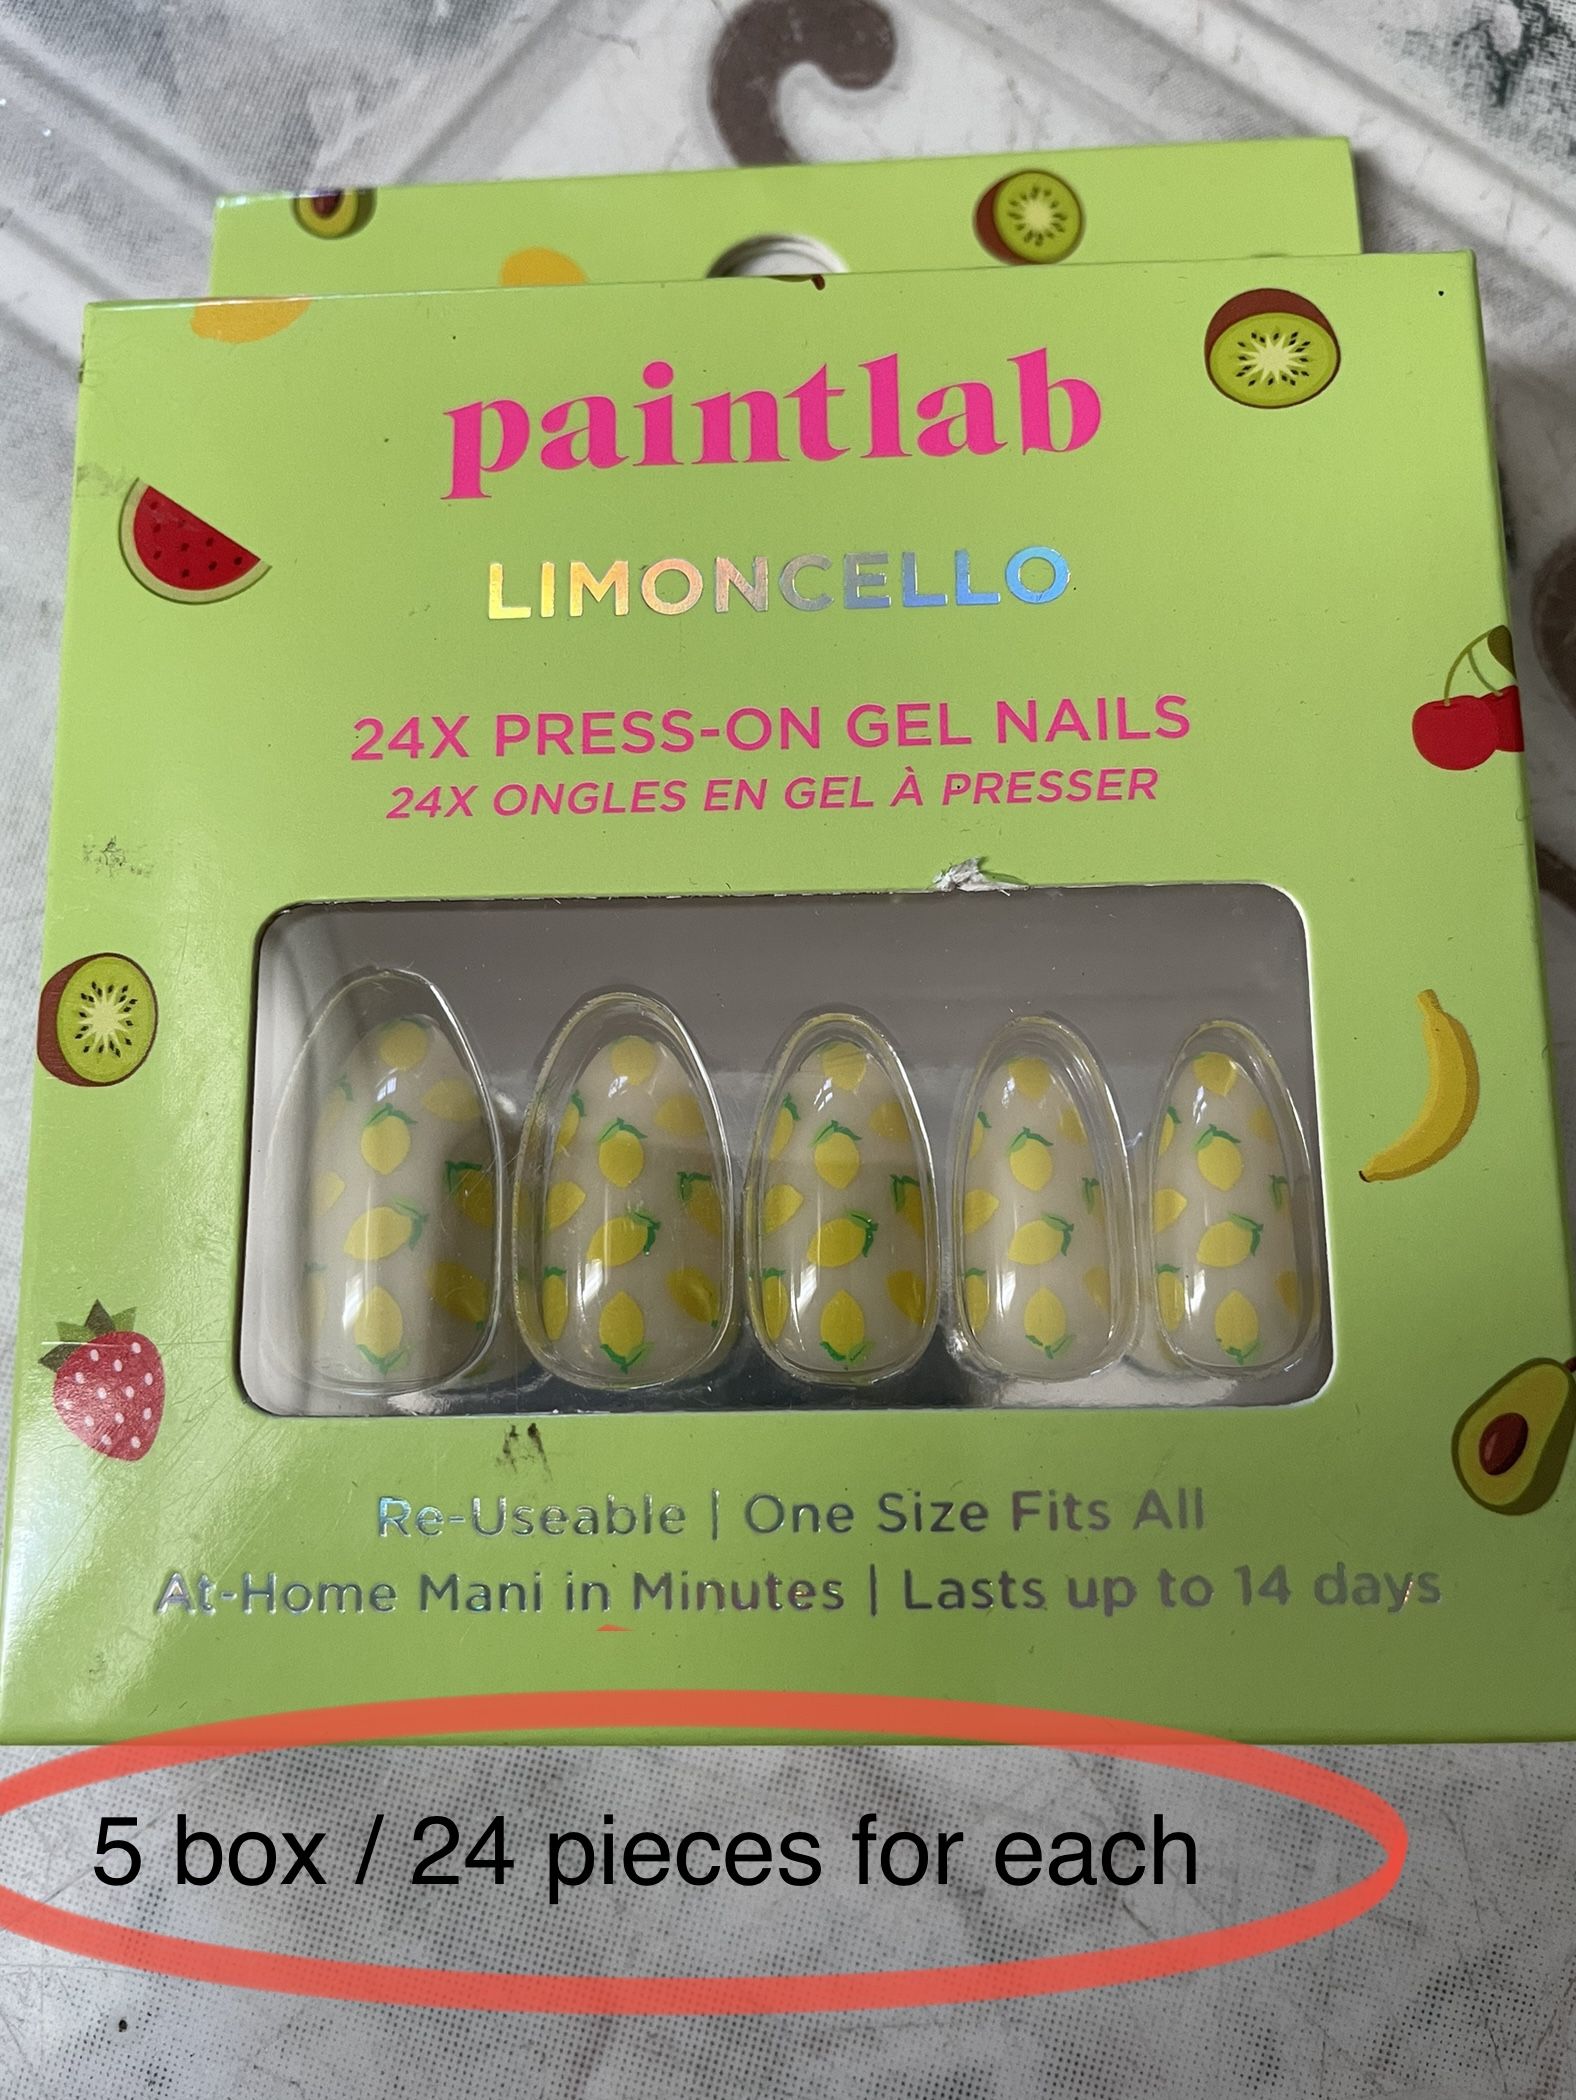 paintlab
LIMONCELLO
24X PRESS-ON GEL NAILS
24X ONGLES EN GEL À PRESSER
Re-Useable | One Size Fits All
At-Home Mani in Minutes | Lasts up to 14 days
5 box / 24 pieces for each